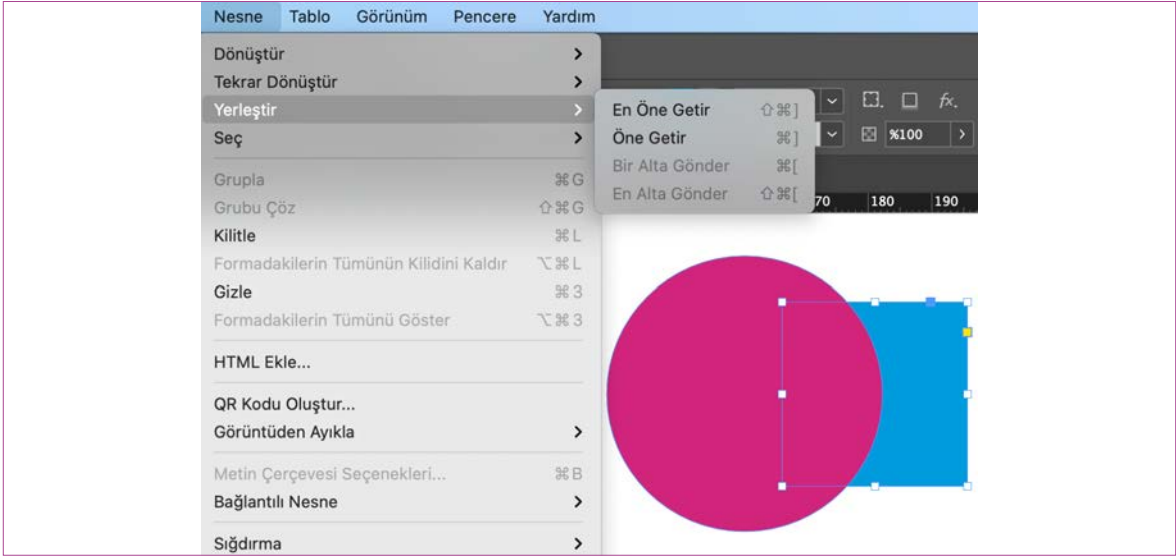 Nesne Tablo Görünüm Pencere Yardım
Dönüştür
Tekrar Dönüştür
Yerleştir
Seç
Grupla ⌘G
Grubu Çöz ⇧⌘G
Kilitle ⌘L
Formadakilerin Tümünün Kilidini Kaldır ⌥⌘L
Gizle ⌘3
Formadakilerin Tümünü Göster ⌥⌘3
HTML Ekle...
QR Kodu Oluştur...
Görüntüden Ayıkla
Metin Çerçevesi Seçenekleri... ⌘B
Bağlantılı Nesne
Sığdırma
En Öne Getir ⇧⌘]
Öne Getir ⌘]
Bir Alta Gönder ⌘[
En Alta Gönder ⇧⌘[
fx.
%100
70 180 190